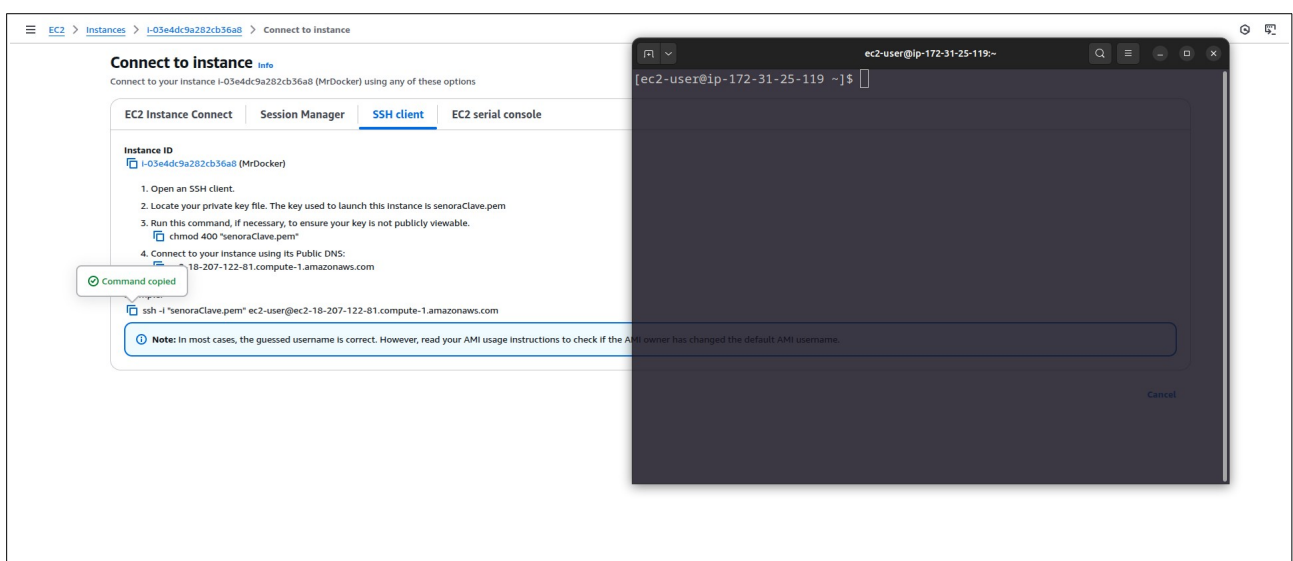 EC2 > Instances > i-03e4dc9a282cb36a8 > Connect to instance
Connect to instance Info
Connect to your instance i-03e4dc9a282cb36a8 (MrDocker) using any of these options
EC2 Instance Connect Session Manager SSH client EC2 serial console
Instance ID
i-03e4dc9a282cb36a8 (MrDocker)
1. Open an SSH client.
2. Locate your private key file. The key used to launch this instance is senoraClave.pem
3. Run this command, if necessary, to ensure your key is not publicly viewable.
chmod 400 "senoraClave.pem"
4. Connect to your instance using its Public DNS:
18-207-122-81.compute-1.amazonaws.com
Command copied
ssh -i "senoraClave.pem" ec2-user@ec2-18-207-122-81.compute-1.amazonaws.com
Note: In most cases, the guessed username is correct. However, read your AMI usage instructions to check if the AMI owner has changed the default AMI username.
Cancel
ec2-user@ip-172-31-25-119:~
[ec2-user@ip-172-31-25-119 ~]$